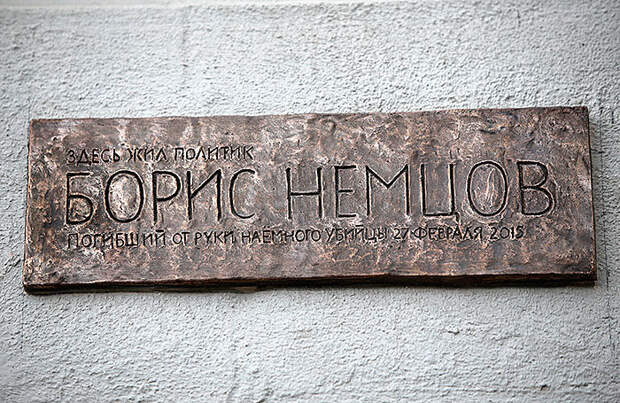 ЗДЕСЬ ЖИЛ ПОЛИТИК
БОРИС НЕМЦОВ
ПОГИБШИЙ ОТ РУКИ НАЕМНОГО УБИЙЦЫ 27 ФЕВРАЛЯ 2015